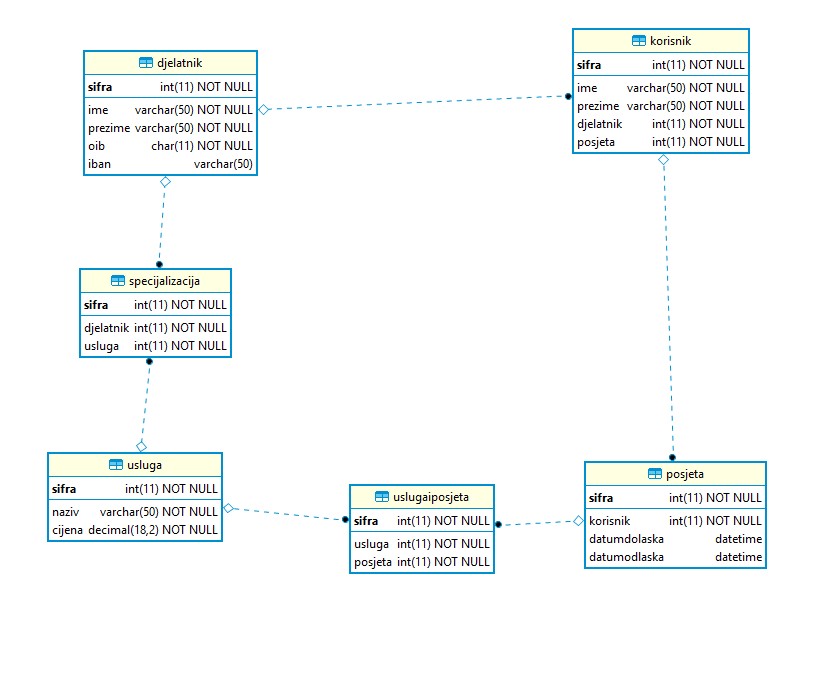 djelatnik
sifra int(11) NOT NULL
ime varchar(50) NOT NULL
prezime varchar(50) NOT NULL
oib char(11) NOT NULL
iban varchar(50)
korisnik
sifra int(11) NOT NULL
ime varchar(50) NOT NULL
prezime varchar(50) NOT NULL
djelatnik int(11) NOT NULL
posjeta int(11) NOT NULL
specijalizacija
sifra int(11) NOT NULL
djelatnik int(11) NOT NULL
usluga int(11) NOT NULL
usluga
sifra int(11) NOT NULL
naziv varchar(50) NOT NULL
cijena decimal(18,2) NOT NULL
uslugaiposjeta
sifra int(11) NOT NULL
usluga int(11) NOT NULL
posjeta int(11) NOT NULL
posjeta
sifra int(11) NOT NULL
korisnik int(11) NOT NULL
datumdolaska datetime
datumodlaska datetime